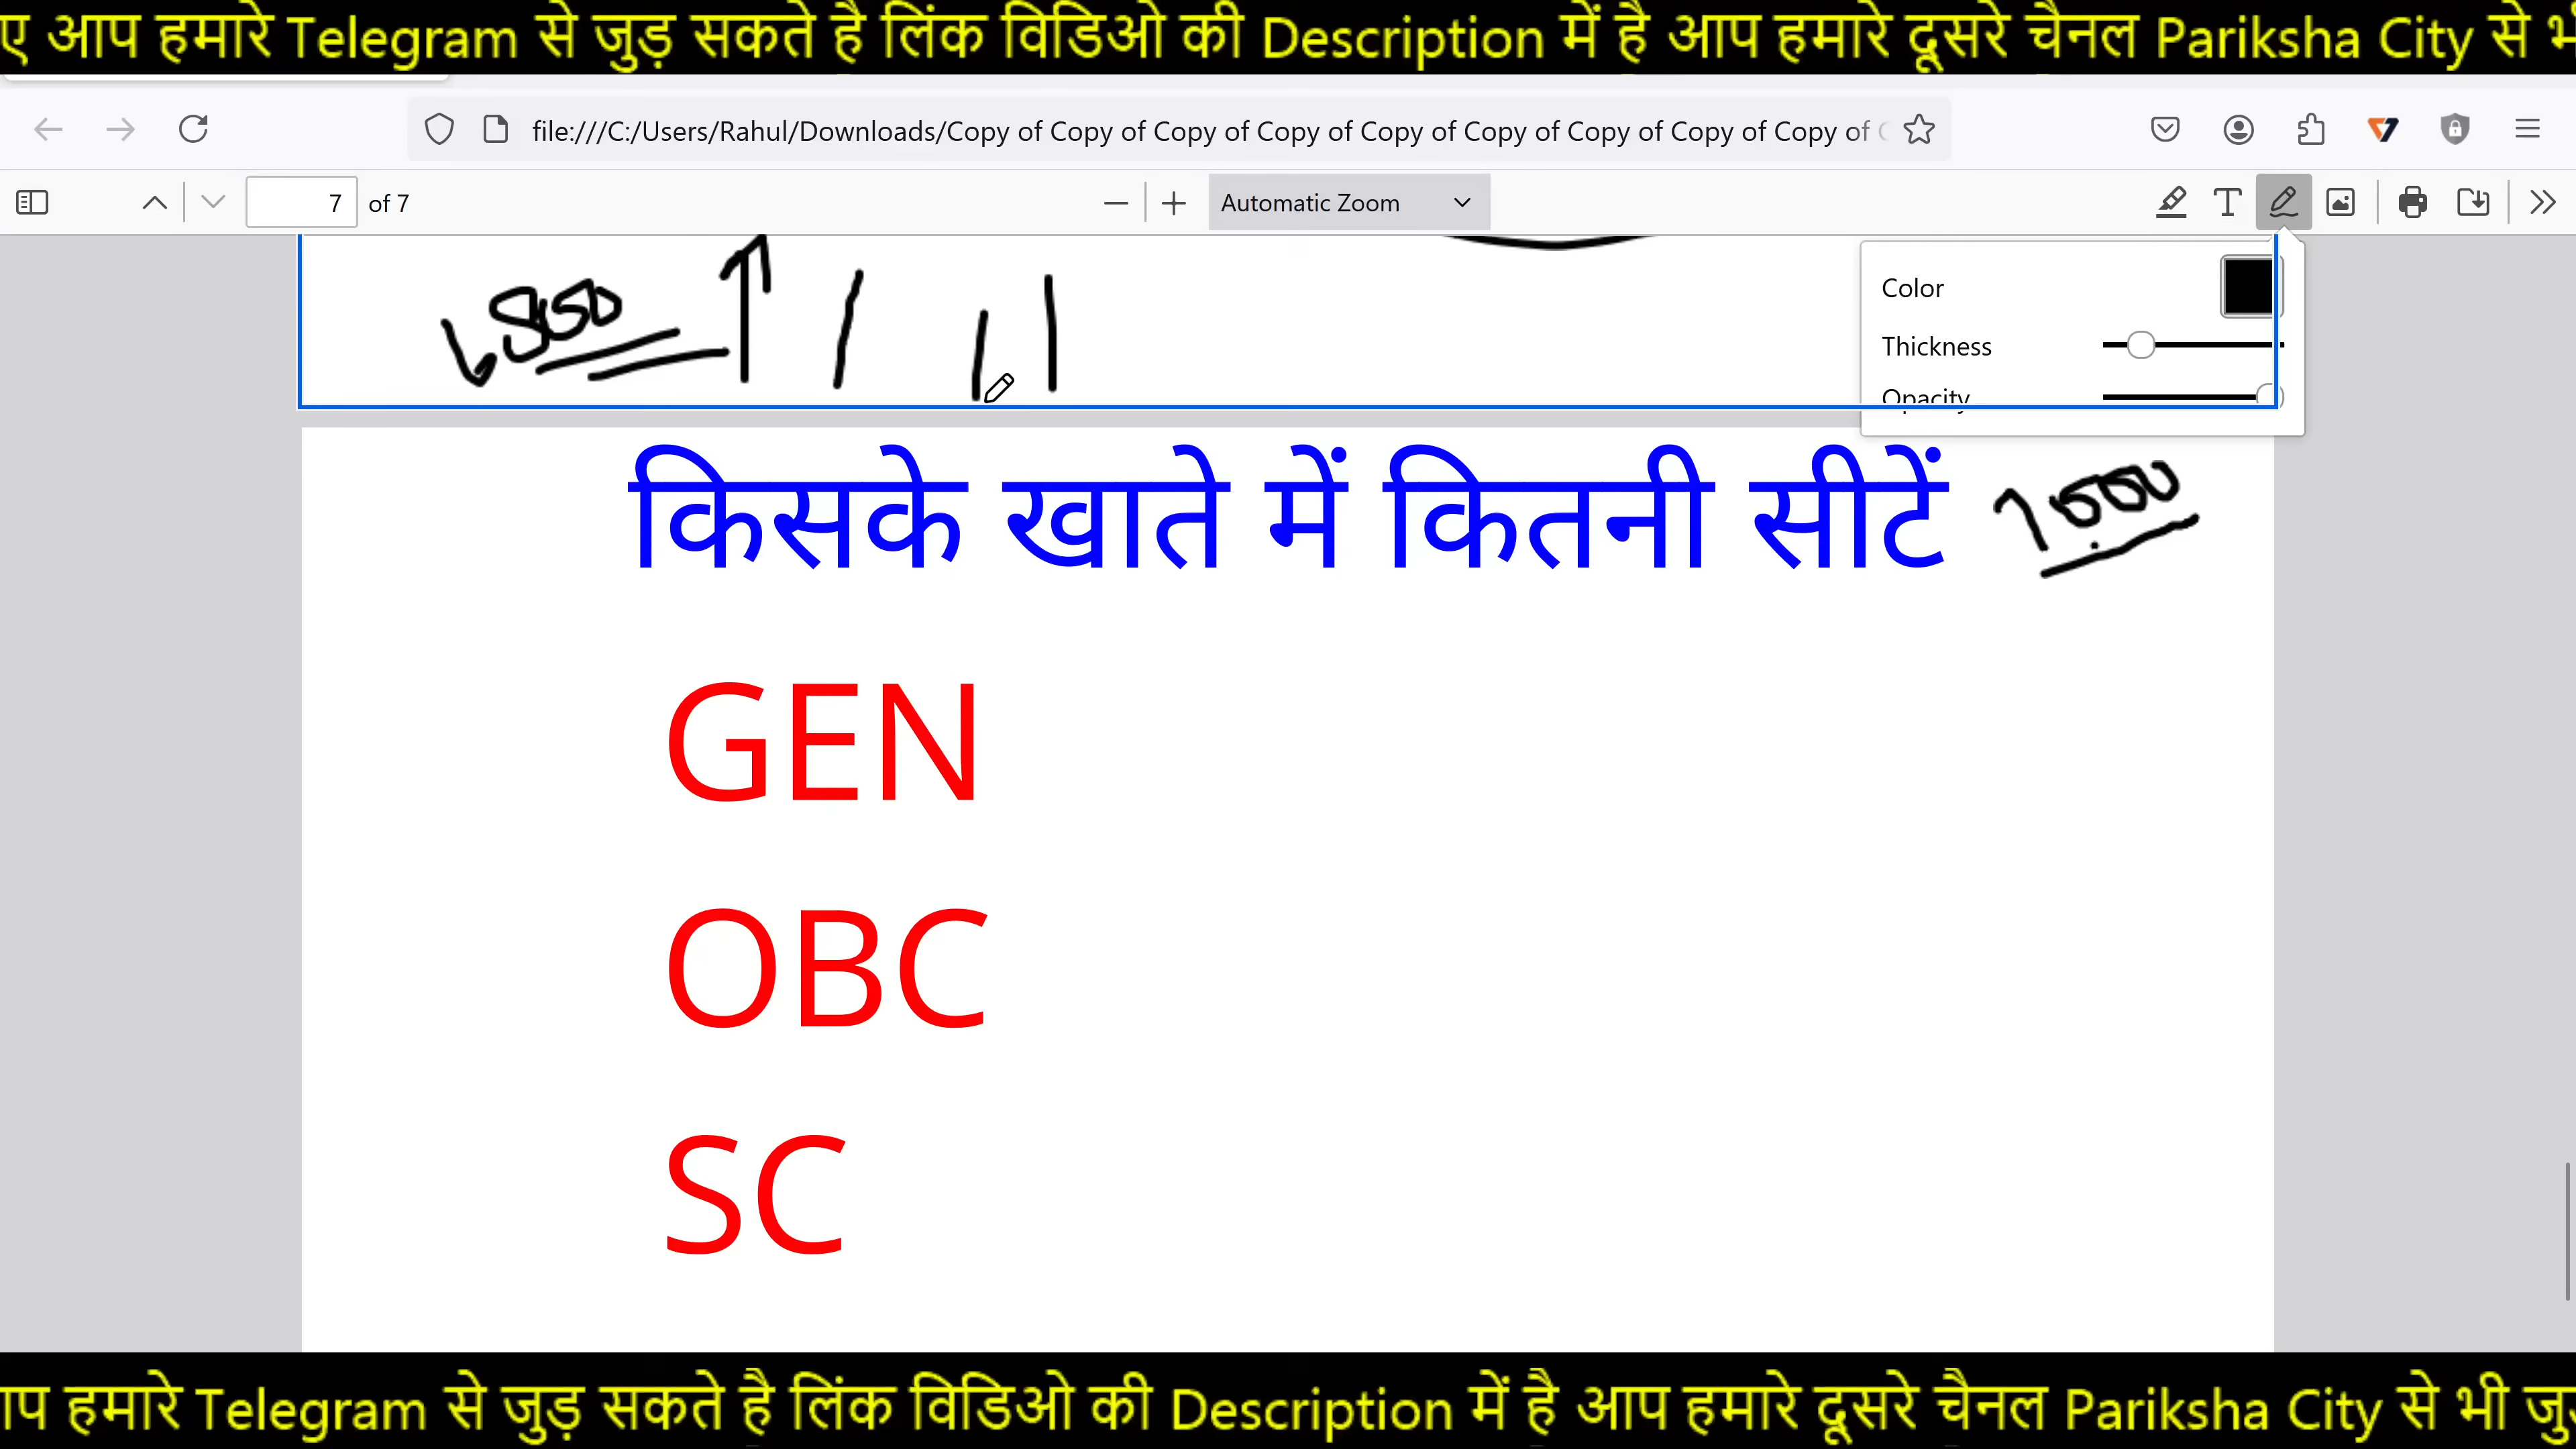 आप हमारे Telegram से जुड़ सकते है लिंक विडिओ की Description में है आप हमारे दूसरे चैनल Pariksha City से
file:///C:/Users/Rahul/Downloads/Copy of Copy of Copy of Copy of Copy of Copy of Copy of Copy of Copy of
7 of 7
Automatic Zoom
Color
Thickness
Opacity
किसके खाते में कितनी सीटें
GEN
OBC
SC
हमारे Telegram से जुड़ सकते है लिंक विडिओ की Description में है आप हमारे दूसरे चैनल Pariksha City से भी